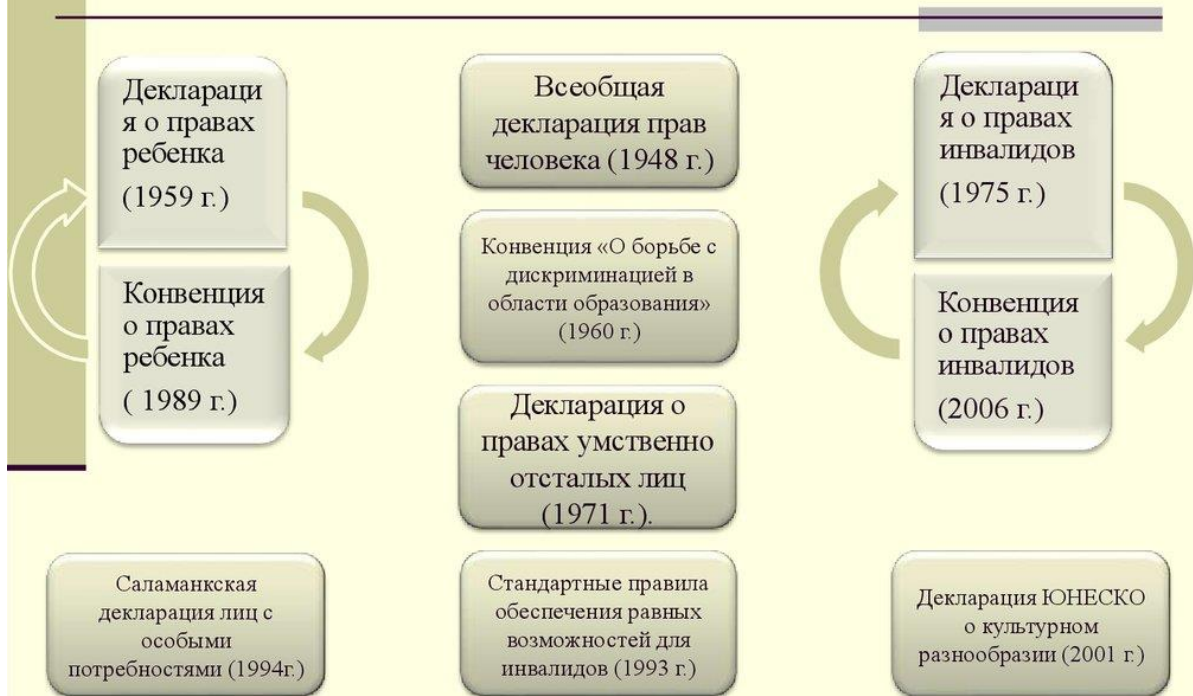 Деклараци
я о правах
ребенка
(1959 г.)
Конвенция
о правах
ребенка
( 1989 г.)
Всеобщая
декларация прав
человека (1948 г.)
Конвенция «О борьбе с
дискриминацией в
области образования»
(1960 г.)
Декларация о
правах умственно
отсталых лиц
(1971 г.).
Деклараци
я о правах
инвалидов
(1975 г.)
Конвенция
о правах
инвалидов
(2006 г.)
Саламанкская
декларация лиц с
особыми
потребностями (1994г.)
Стандартные правила
обеспечения равных
возможностей для
инвалидов (1993 г.)
Декларация ЮНЕСКО
о культурном
разнообразии (2001 г.)